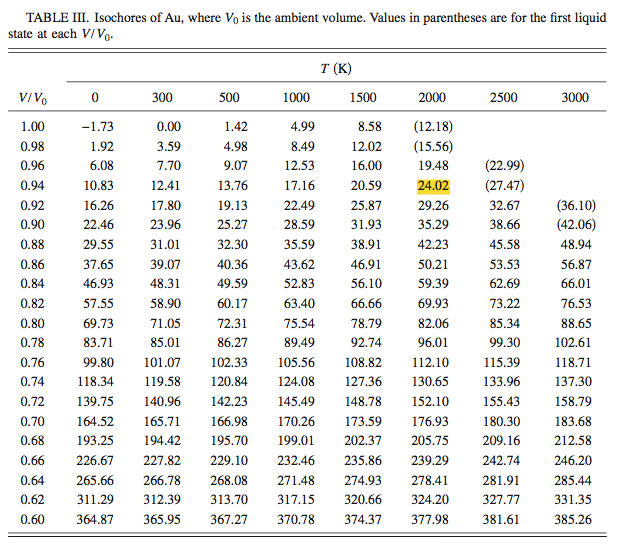 TABLE III. Isochores of Au, where V0 is the ambient volume. Values in parentheses are for the first liquid
state at each V/V0.
T (K)
V/V0 0 300 500 1000 1500 2000 2500 3000
1.00 −1.73 0.00 1.42 4.99 8.58 (12.18)
0.98 1.92 3.59 4.98 8.49 12.02 (15.56)
0.96 6.08 7.70 9.07 12.53 16.00 19.48 (22.99)
0.94 10.83 12.41 13.76 17.16 20.59 24.02 (27.47)
0.92 16.26 17.80 19.13 22.49 25.87 29.26 32.67 (36.10)
0.90 22.46 23.96 25.27 28.59 31.93 35.29 38.66 (42.06)
0.88 29.55 31.01 32.30 35.59 38.91 42.23 45.58 48.94
0.86 37.65 39.07 40.36 43.62 46.91 50.21 53.53 56.87
0.84 46.93 48.31 49.59 52.83 56.10 59.39 62.69 66.01
0.82 57.55 58.90 60.17 63.40 66.66 69.93 73.22 76.53
0.80 69.73 71.05 72.31 75.54 78.79 82.06 85.34 88.65
0.78 83.71 85.01 86.27 89.49 92.74 96.01 99.30 102.61
0.76 99.80 101.07 102.33 105.56 108.82 112.10 115.39 118.71
0.74 118.34 119.58 120.84 124.08 127.36 130.65 133.96 137.30
0.72 139.75 140.96 142.23 145.49 148.78 152.10 155.43 158.79
0.70 164.52 165.71 166.98 170.26 173.59 176.93 180.30 183.68
0.68 193.25 194.42 195.70 199.01 202.37 205.75 209.16 212.58
0.66 226.67 227.82 229.10 232.46 235.86 239.29 242.74 246.20
0.64 265.66 266.78 268.08 271.48 274.93 278.41 281.91 285.44
0.62 311.29 312.39 313.70 317.15 320.66 324.20 327.77 331.35
0.60 364.87 365.95 367.27 370.78 374.37 377.98 381.61 385.26